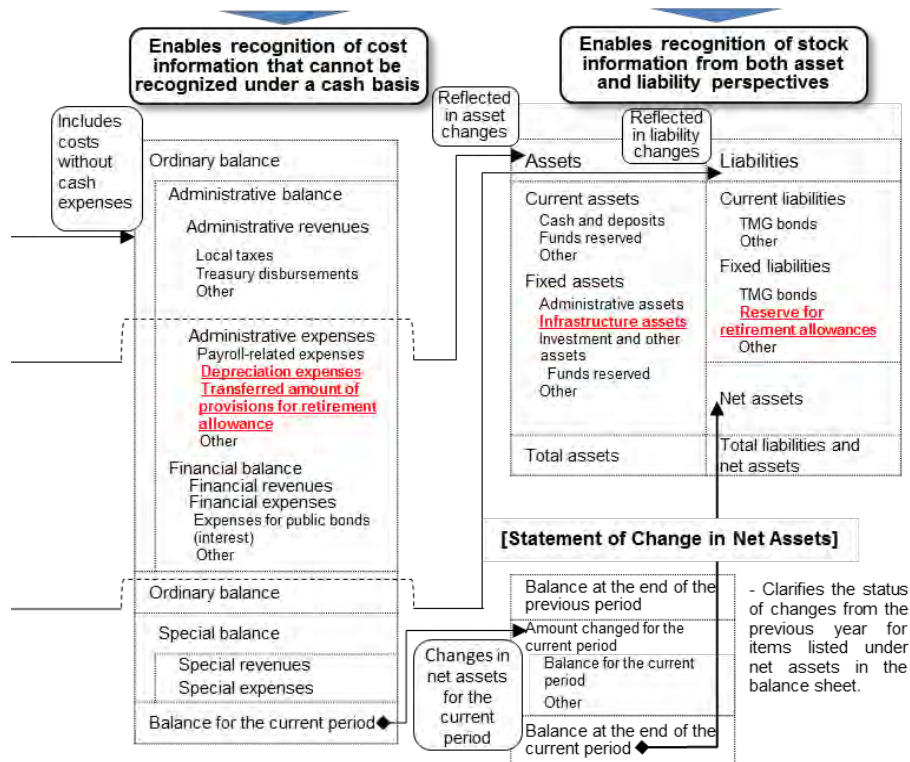 Enables recognition of cost
information that cannot be
recognized under a cash basis
Includes
costs
without
cash
expenses
Ordinary balance
Administrative balance
Administrative revenues
Local taxes
Treasury disbursements
Other
Administrative expenses
Payroll-related expenses
Depreciation expenses
Transferred amount of
provisions for retirement
allowance
Other
Financial balance
Financial revenues
Financial expenses
Expenses for public bonds
(interest)
Other
Ordinary balance
Special balance
Special revenues
Special expenses
Balance for the current period
Enables recognition of stock
information from both asset
and liability perspectives
Reflected
in asset
changes
Reflected
in liability
changes
Assets
Current assets
Cash and deposits
Funds reserved
Other
Fixed assets
Administrative assets
Infrastructure assets
Investment and other
assets
Funds reserved
Other
Total assets
Liabilities
Current liabilities
TMG bonds
Other
Fixed liabilities
TMG bonds
Reserve for
retirement allowances
Other
Net assets
Total liabilities and
net assets
[Statement of Change in Net Assets]
Changes in
net assets
for the
current
period
Balance at the end of the
previous period
Amount changed for the
current period
Balance for the current
period
Other
Balance at the end of the
current period
- Clarifies the status
of changes from the
previous year for
items listed under
net assets in the
balance sheet.